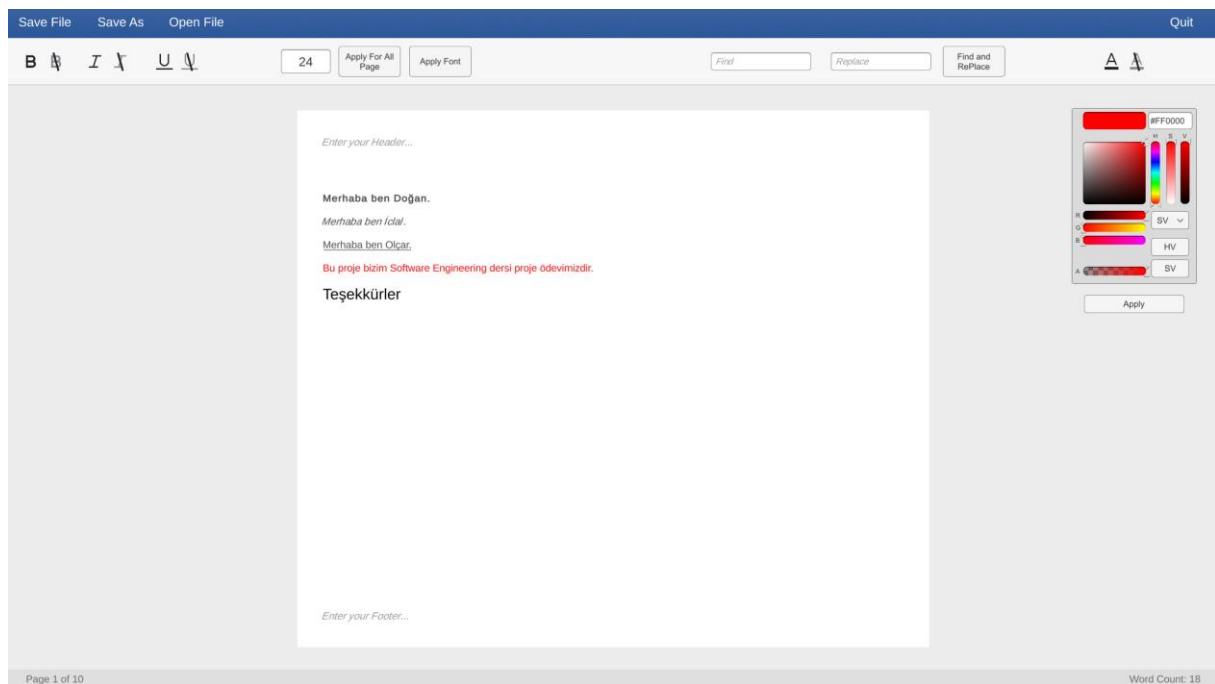 Save File Save As Open File Quit
B B I I U U 24 Apply For All Page Apply Font Find Replace Find and RePlace A A
#FF0000
H S V
Enter your Header...
Merhaba ben Doğan.
Merhaba ben İclal.
Merhaba ben Olçar.
Bu proje bizim Software Engineering dersi proje ödevimizdir.
Teşekkürler
R
SV
G
B
HV
A
SV
Apply
Enter your Footer...
Page 1 of 10 Word Count: 18